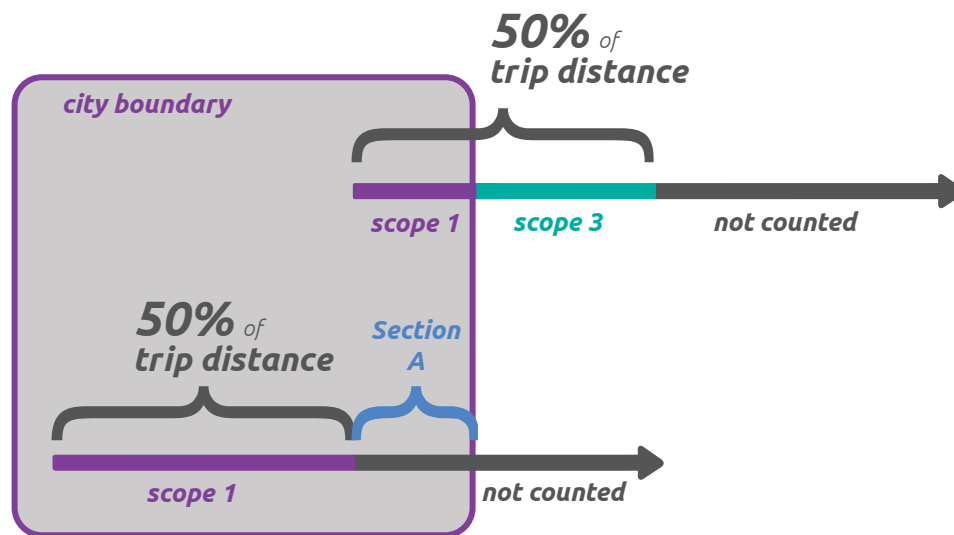 50% of
trip distance
city boundary
scope 1
scope 3
not counted
50% of
trip distance
Section
A
scope 1
not counted